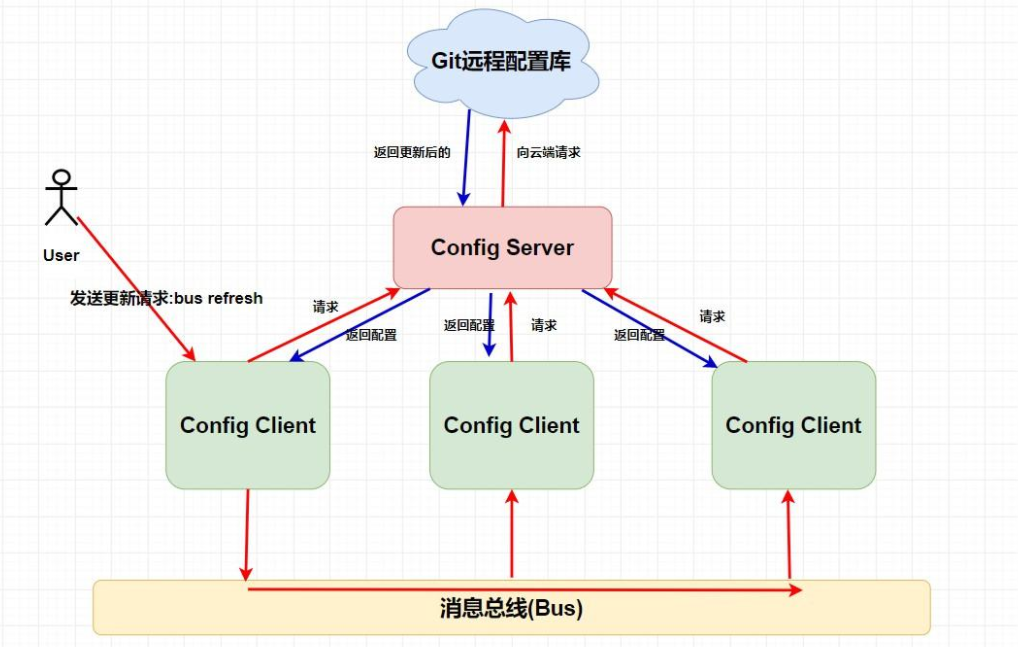 Git远程配置库
返回更新后的
向云端请求
User
Config Server
发送更新请求:bus refresh
请求
返回配置
返回配置
请求
返回配置
请求
Config Client
Config Client
Config Client
消息总线(Bus)